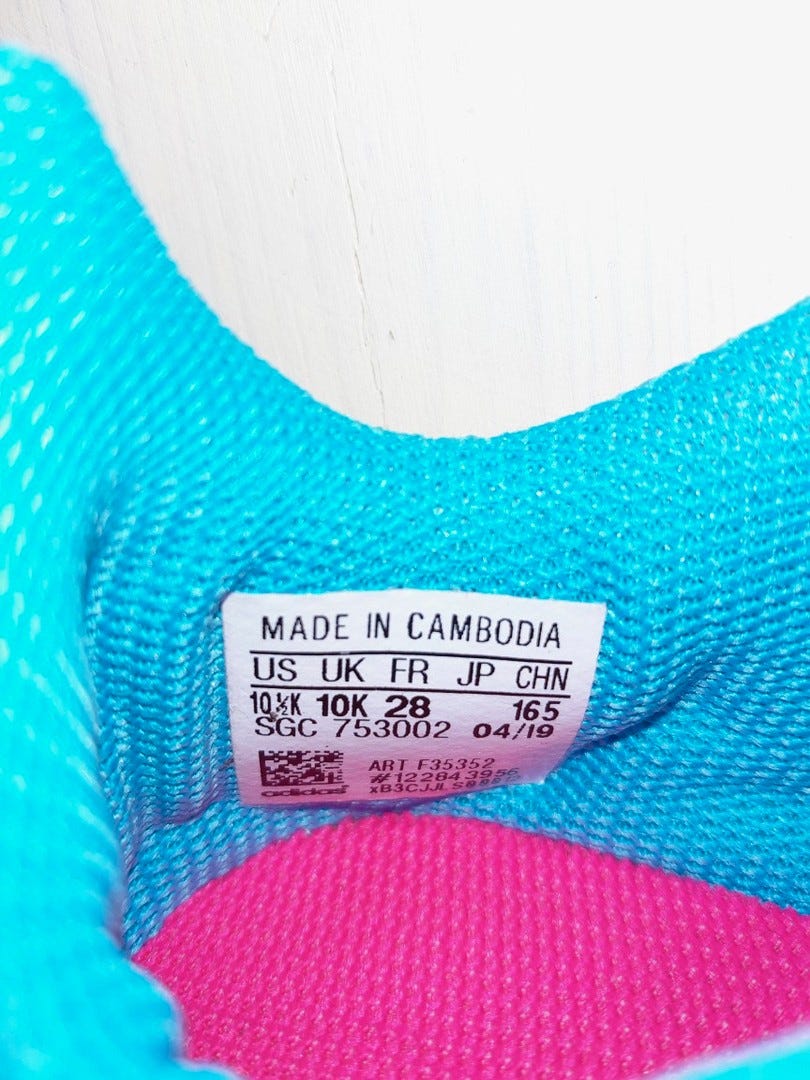 MADE IN CAMBODIA
US UK FR JP CHN
10½K 10K 28 165
SGC 753002 04/19
ART F35352
adidas